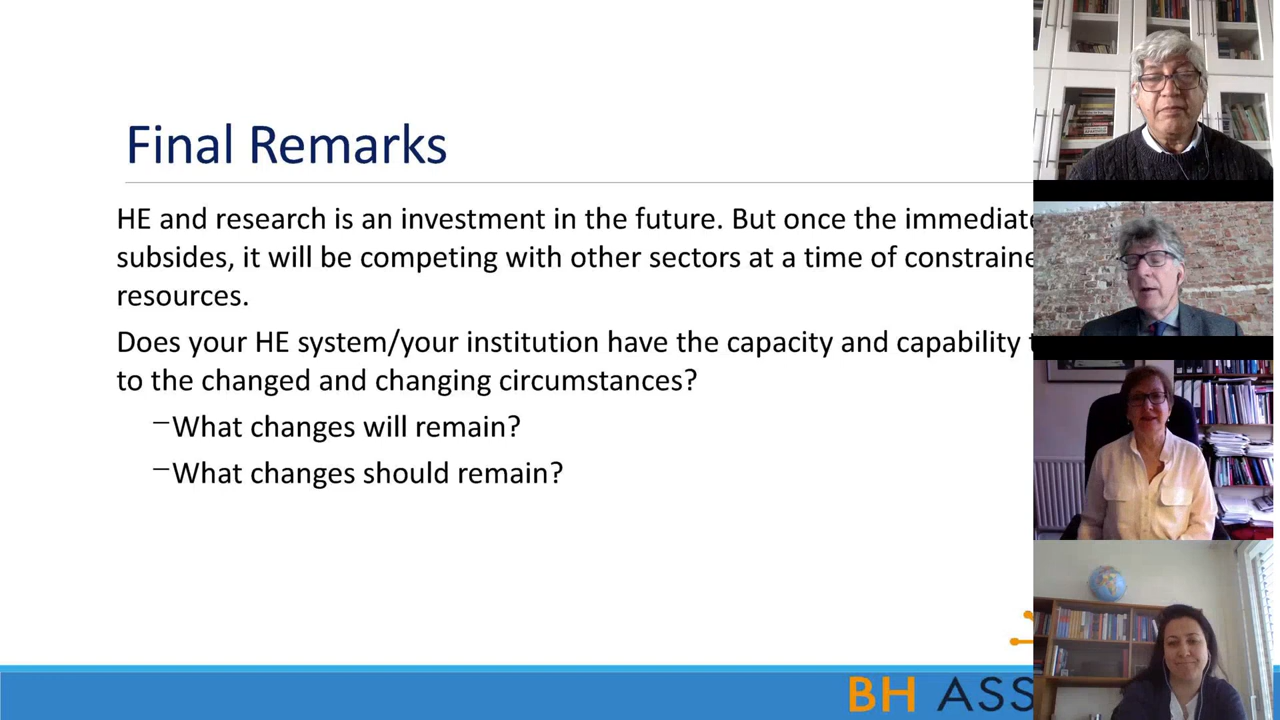 Final Remarks
HE and research is an investment in the future. But once the immediate
subsides, it will be competing with other sectors at a time of constraine
resources.
Does your HE system/your institution have the capacity and capability t
to the changed and changing circumstances?
–What changes will remain?
–What changes should remain?
BH ASS